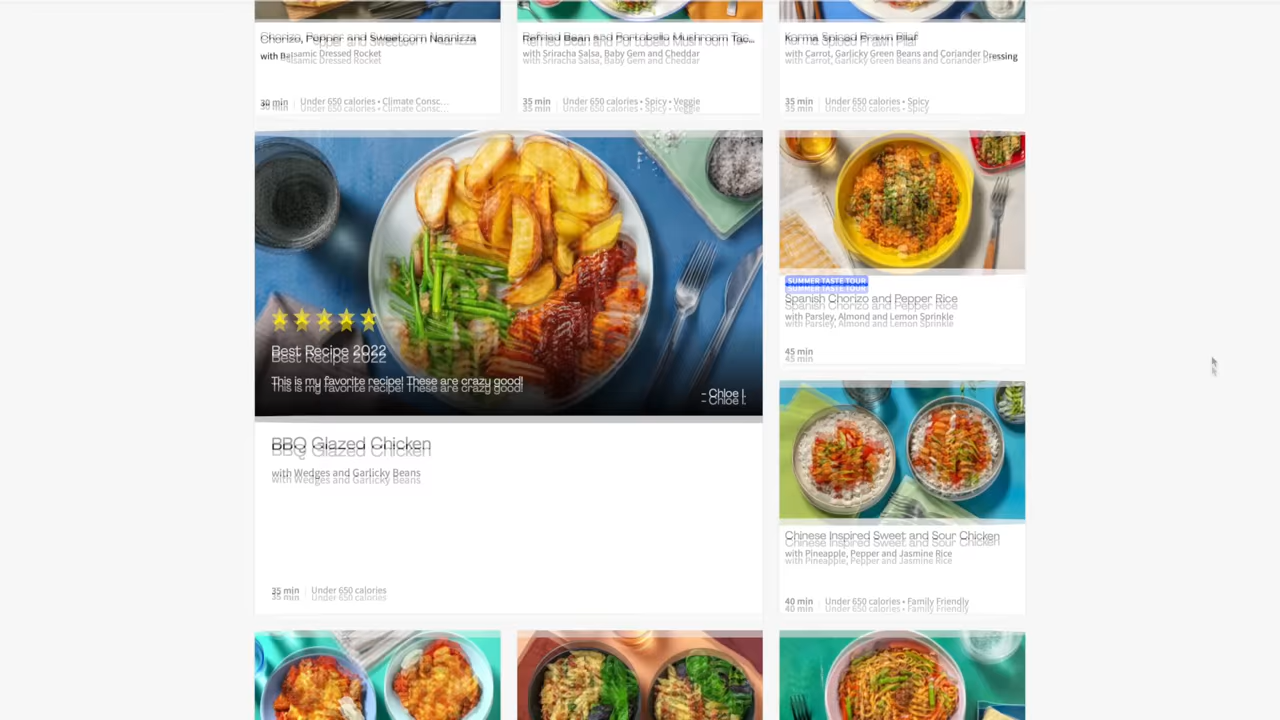 Chorizo, Pepper and Sweetcorn Naanizza
with Balsamic Dressed Rocket
30 min
Under 650 calories • Climate Consc...
Refried Bean and Portobello Mushroom Tac...
with Sriracha Salsa, Baby Gem and Cheddar
35 min
Under 650 calories • Spicy • Veggie
Korma Spiced Prawn Pilaf
with Carrot, Garlicky Green Beans and Coriander Dressing
35 min
Under 650 calories • Spicy
Best Recipe 2022
This is my favorite recipe! These are crazy good!
- Chloe I.
BBQ Glazed Chicken
with Wedges and Garlicky Beans
35 min
Under 650 calories
SUMMER TASTE TOUR
Spanish Chorizo and Pepper Rice
with Parsley, Almond and Lemon Sprinkle
45 min
Chinese Inspired Sweet and Sour Chicken
with Pineapple, Pepper and Jasmine Rice
40 min
Under 650 calories • Family Friendly